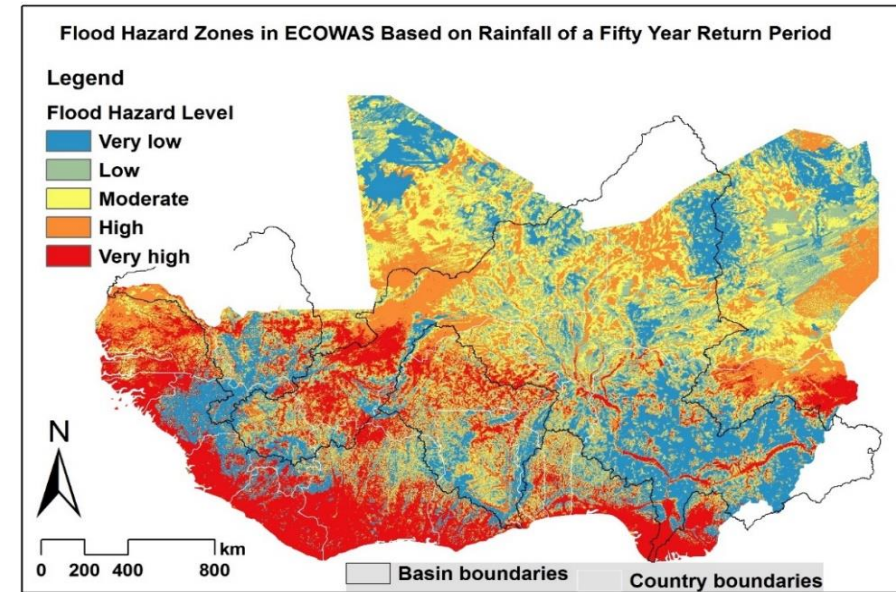 Flood Hazard Zones in ECOWAS Based on Rainfall of a Fifty Year Return Period
Legend
Flood Hazard Level
Very low
Low
Moderate
High
Very high
N
km
0 200 400 800
Basin boundaries
Country boundaries